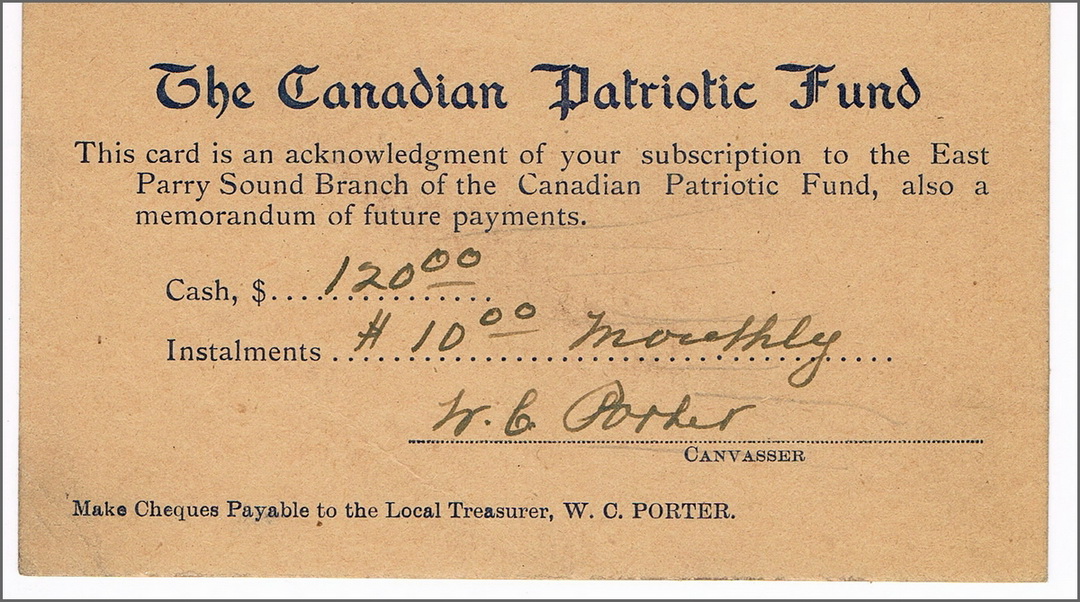 The Canadian Patriotic Fund
This card is an acknowledgment of your subscription to the East
Parry Sound Branch of the Canadian Patriotic Fund, also a
memorandum of future payments.
Cash, $....120.00..........
Instalments ..# 10.00 Monthly....
W. C. Porter
CANVASSER
Make Cheques Payable to the Local Treasurer, W. C. PORTER.